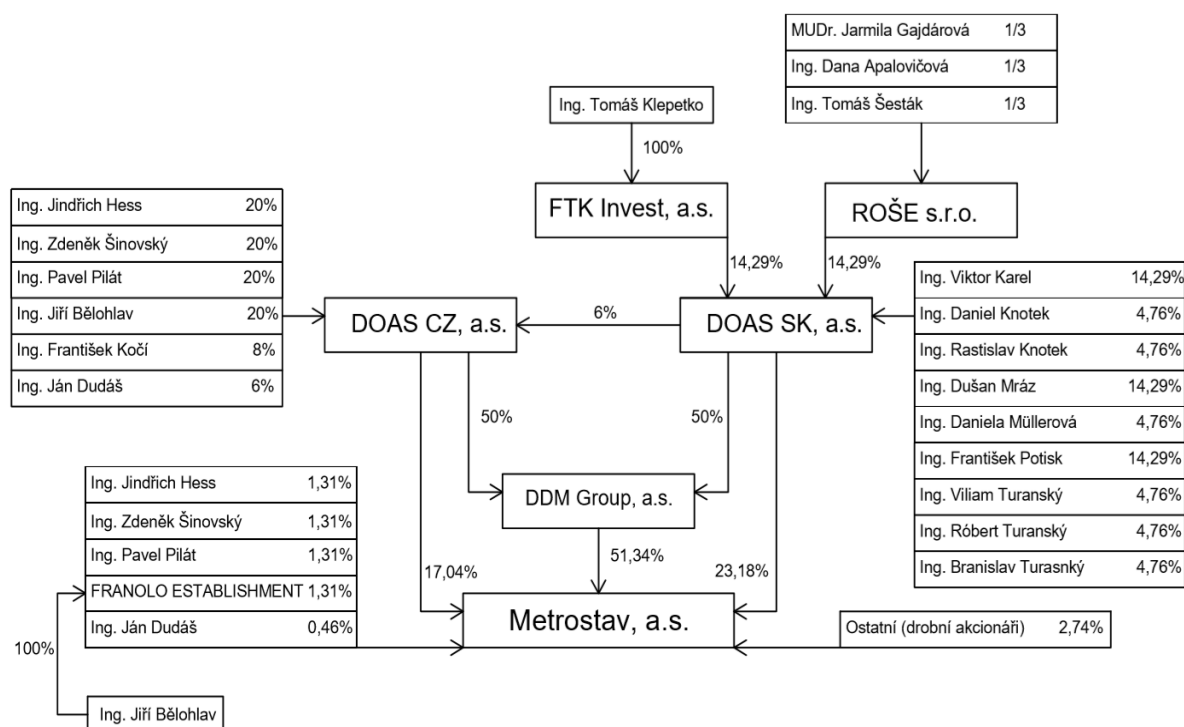 MUDr. Jarmila Gajdárová 1/3
Ing. Dana Apalovičová 1/3
Ing. Tomáš Šesták 1/3
Ing. Tomáš Klepetko
100%
FTK Invest, a.s.
ROŠE s.r.o.
14,29%
14,29%
Ing. Jindřich Hess 20%
Ing. Zdeněk Šinovský 20%
Ing. Pavel Pilát 20%
Ing. Jiří Bělohlav 20%
Ing. František Kočí 8%
Ing. Ján Dudáš 6%
DOAS CZ, a.s.
6%
DOAS SK, a.s.
Ing. Viktor Karel 14,29%
Ing. Daniel Knotek 4,76%
Ing. Rastislav Knotek 4,76%
Ing. Dušan Mráz 14,29%
Ing. Daniela Müllerová 4,76%
Ing. František Potisk 14,29%
Ing. Viliam Turanský 4,76%
Ing. Róbert Turanský 4,76%
Ing. Branislav Turasnký 4,76%
50%
50%
DDM Group, a.s.
51,34%
17,04%
23,18%
Ing. Jindřich Hess 1,31%
Ing. Zdeněk Šinovský 1,31%
Ing. Pavel Pilát 1,31%
FRANOLO ESTABLISHMENT 1,31%
Ing. Ján Dudáš 0,46%
Metrostav, a.s.
Ostatní (drobní akcionáři) 2,74%
100%
Ing. Jiří Bělohlav